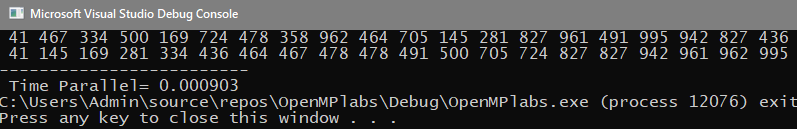 Microsoft Visual Studio Debug Console
41 467 334 500 169 724 478 358 962 464 705 145 281 827 961 491 995 942 827 436
41 145 169 281 334 436 464 467 478 478 491 500 705 724 827 827 942 961 962 995
-------------------------
Time Parallel= 0.000903
C:\Users\Admin\source\repos\OpenMPlabs\Debug\OpenMPlabs.exe (process 12076) exit
Press any key to close this window . . .